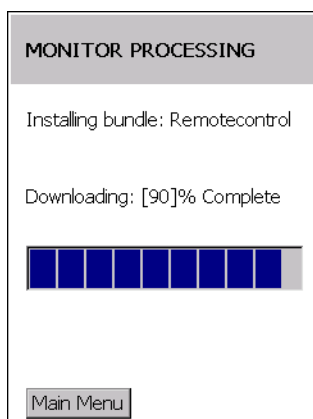 MONITOR PROCESSING
Installing bundle: Remotecontrol
Downloading: [90]% Complete
Main Menu